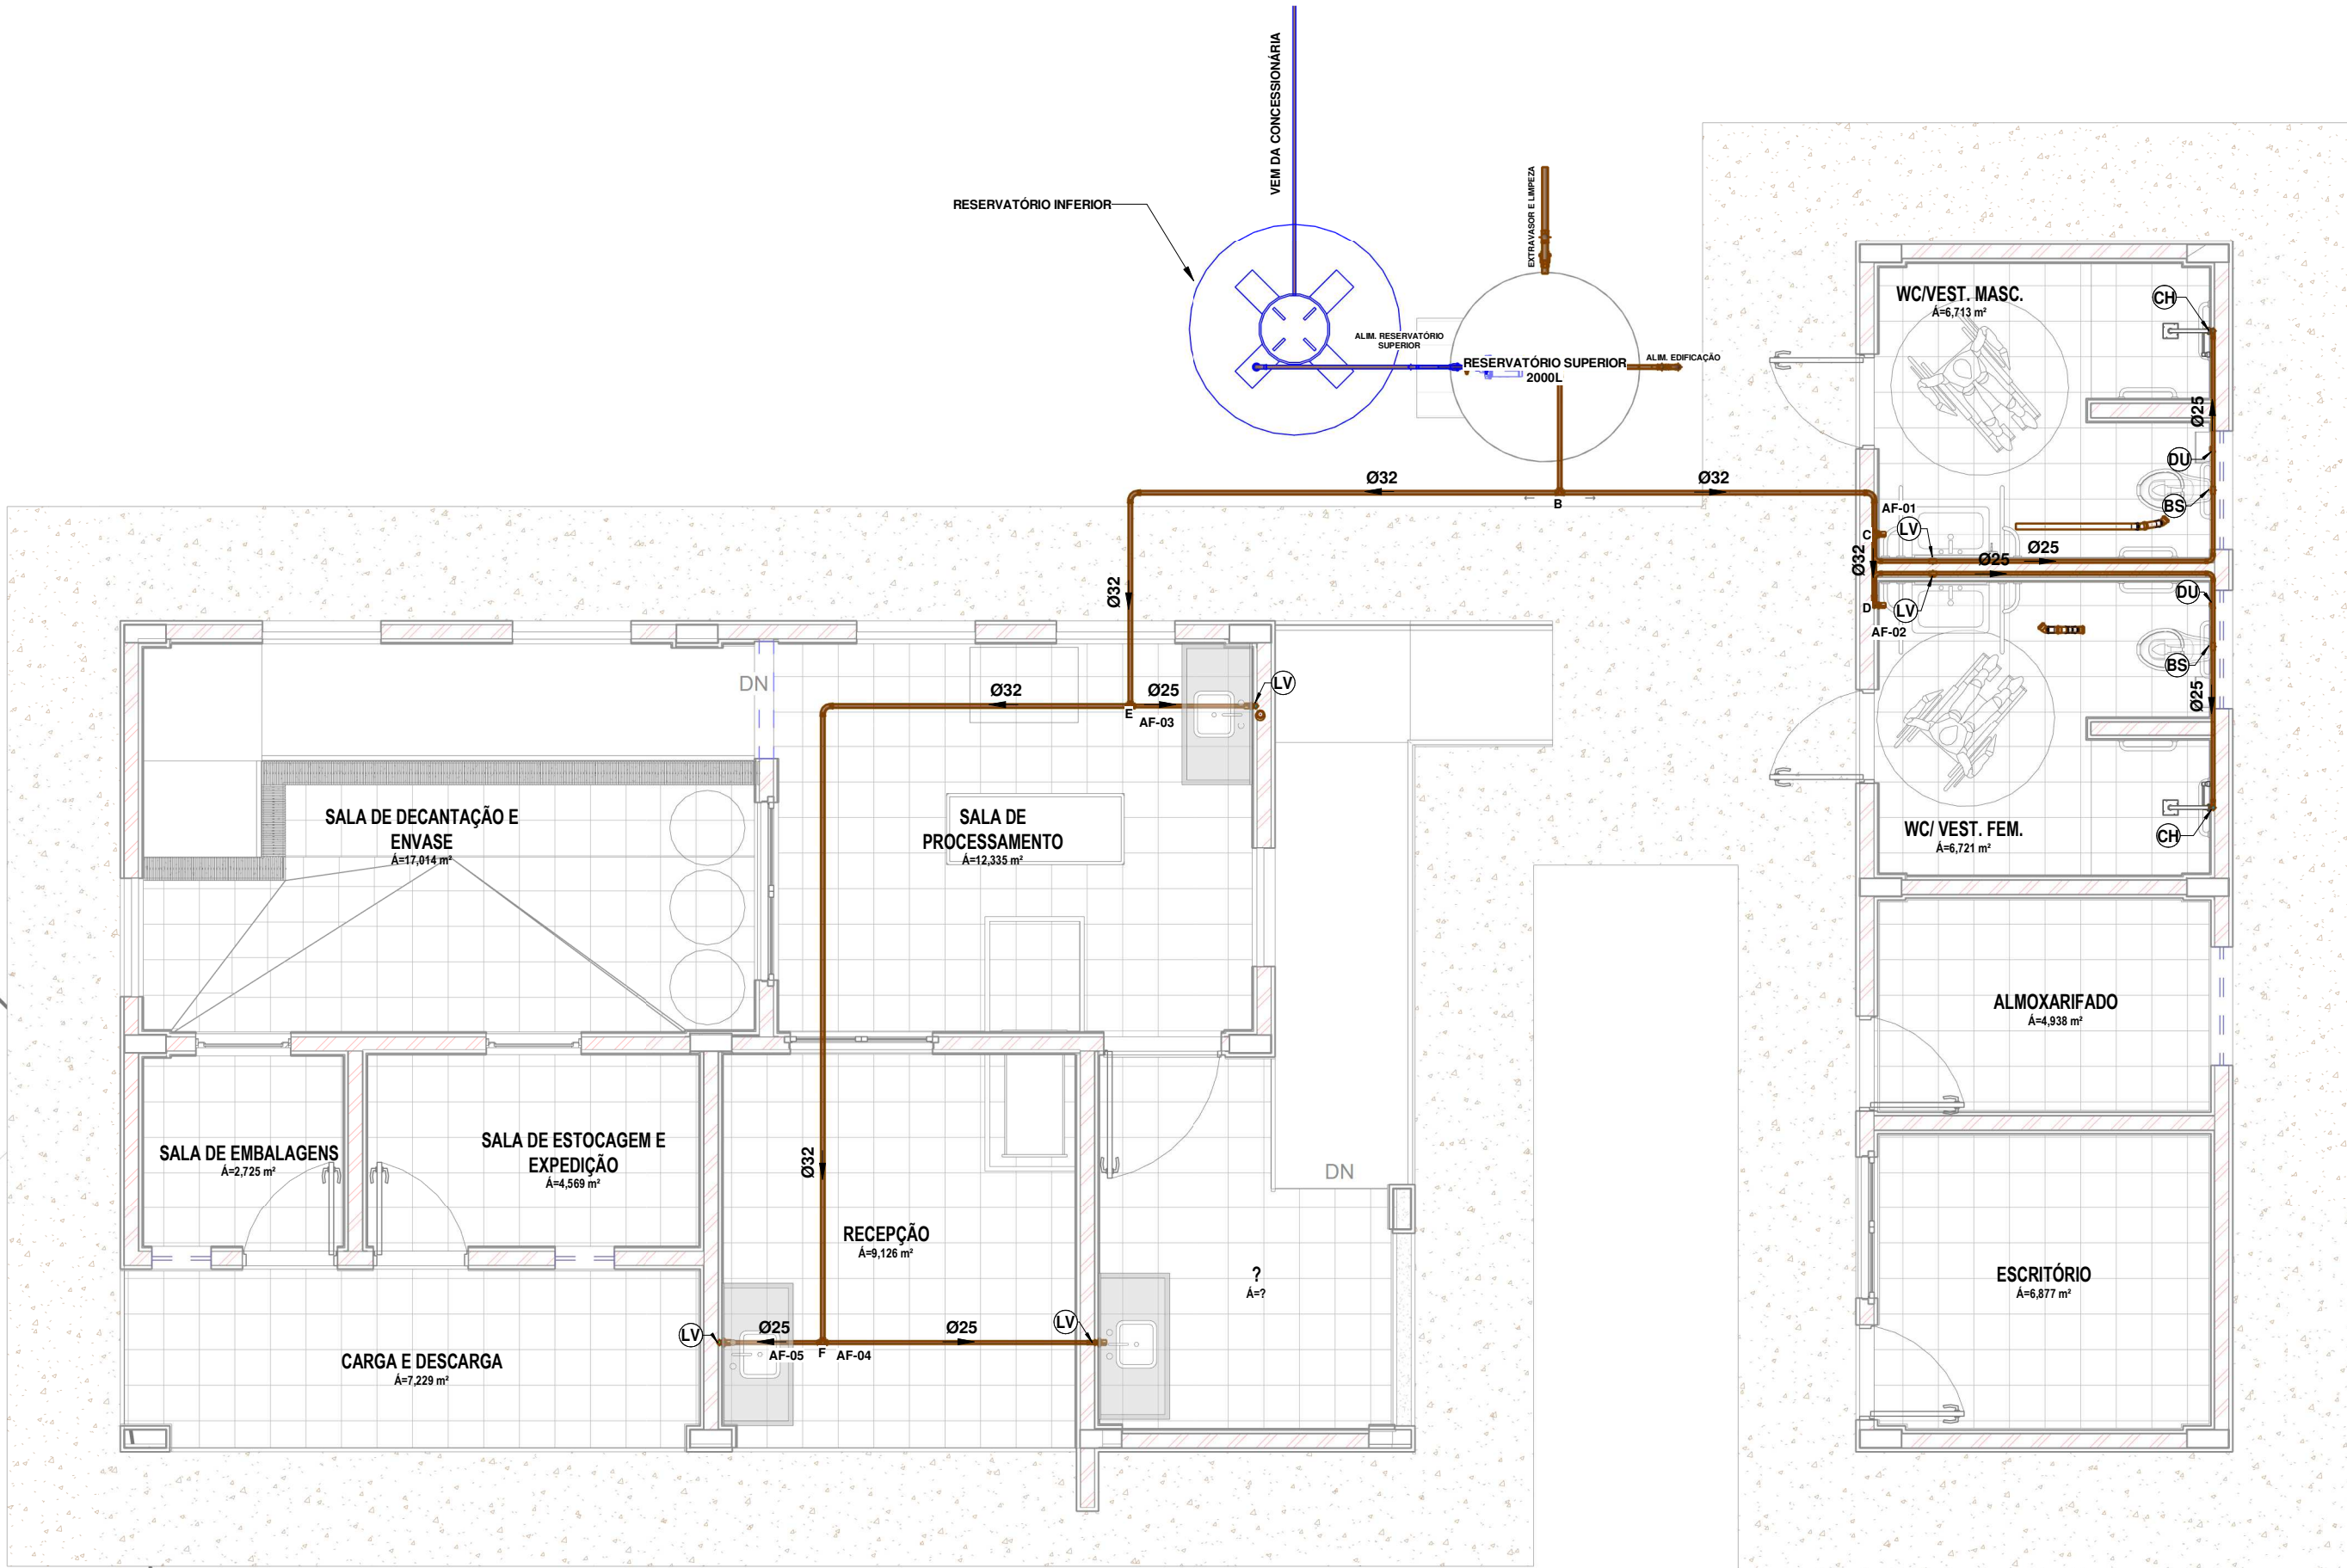 VEM DA CONCESSIONÁRIA
EXTRAVASOR E LIMPEZA
RESERVATÓRIO INFERIOR
ALIM. RESERVATÓRIO
SUPERIOR
RESERVATÓRIO SUPERIOR
2000L
ALIM. EDIFICAÇÃO
WC/VEST. MASC.
Á=6,713 m²
CH
Ø25
DU
BS
Ø32
Ø32
B
AF-01
LV
C
Ø25
Ø25
Ø32
D
LV
AF-02
DU
BS
Ø25
Ø32
DN
Ø32
Ø25
LV
E
AF-03
SALA DE DECANTAÇÃO E
ENVASE
Á=17,014 m²
SALA DE
PROCESSAMENTO
Á=12,335 m²
WC/ VEST. FEM.
Á=6,721 m²
CH
ALMOXARIFADO
Á=4,938 m²
SALA DE EMBALAGENS
Á=2,725 m²
SALA DE ESTOCAGEM E
EXPEDIÇÃO
Á=4,569 m²
Ø32
DN
RECEPÇÃO
Á=9,126 m²
?
Á=?
ESCRITÓRIO
Á=6,877 m²
LV
Ø25
Ø25
LV
AF-05
F
AF-04
CARGA E DESCARGA
Á=7,229 m²